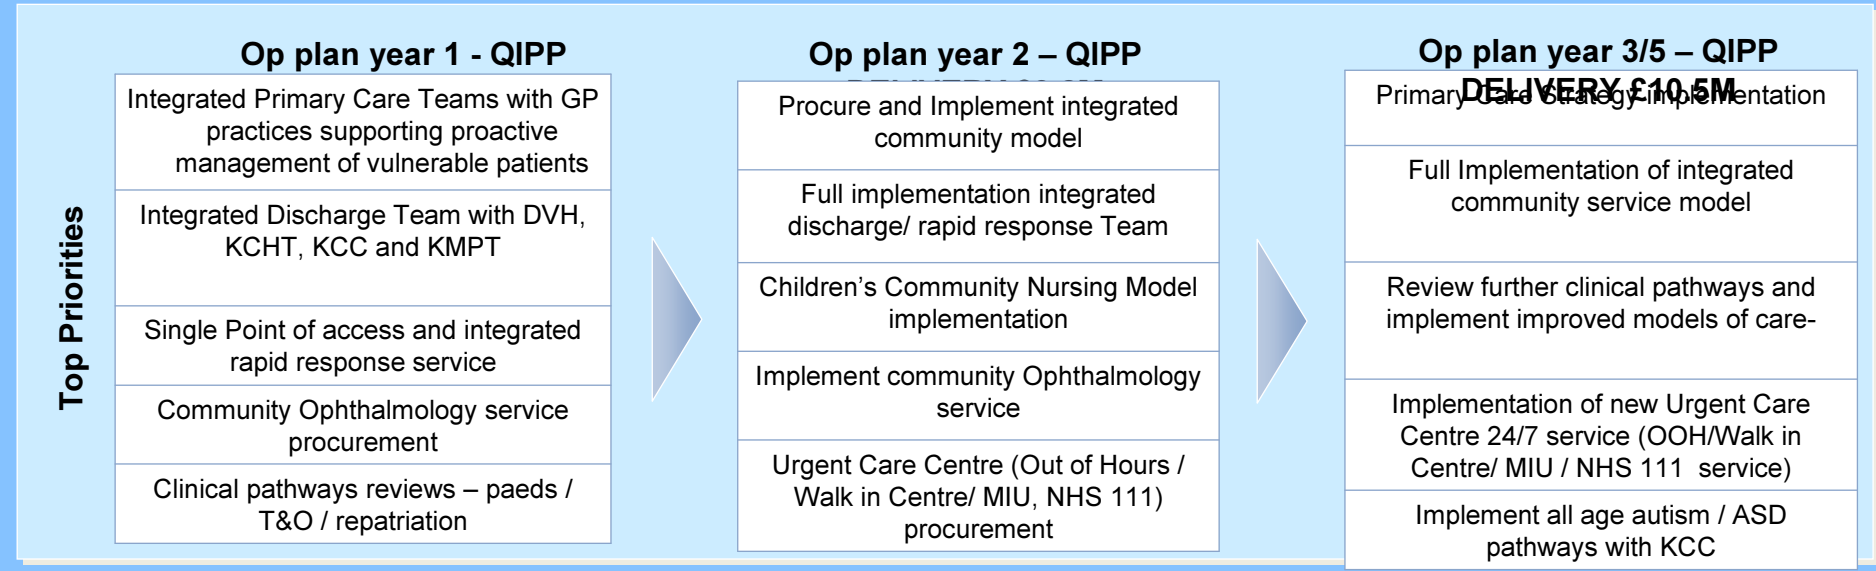 Top Priorities
Op plan year 1 - QIPP
Integrated Primary Care Teams with GP
practices supporting proactive
management of vulnerable patients
Integrated Discharge Team with DVH,
KCHT, KCC and KMPT
Single Point of access and integrated
rapid response service
Community Ophthalmology service
procurement
Clinical pathways reviews – paeds /
T&O / repatriation
Op plan year 2 – QIPP
Procure and Implement integrated
community model
Full implementation integrated
discharge/ rapid response Team
Children’s Community Nursing Model
implementation
Implement community Ophthalmology
service
Urgent Care Centre (Out of Hours /
Walk in Centre/ MIU, NHS 111)
procurement
Op plan year 3/5 – QIPP
DELIVERY £10.5M
Primary Care Strategy implementation
Full Implementation of integrated
community service model
Review further clinical pathways and
implement improved models of care-
Implementation of new Urgent Care
Centre 24/7 service (OOH/Walk in
Centre/ MIU / NHS 111 service)
Implement all age autism / ASD
pathways with KCC